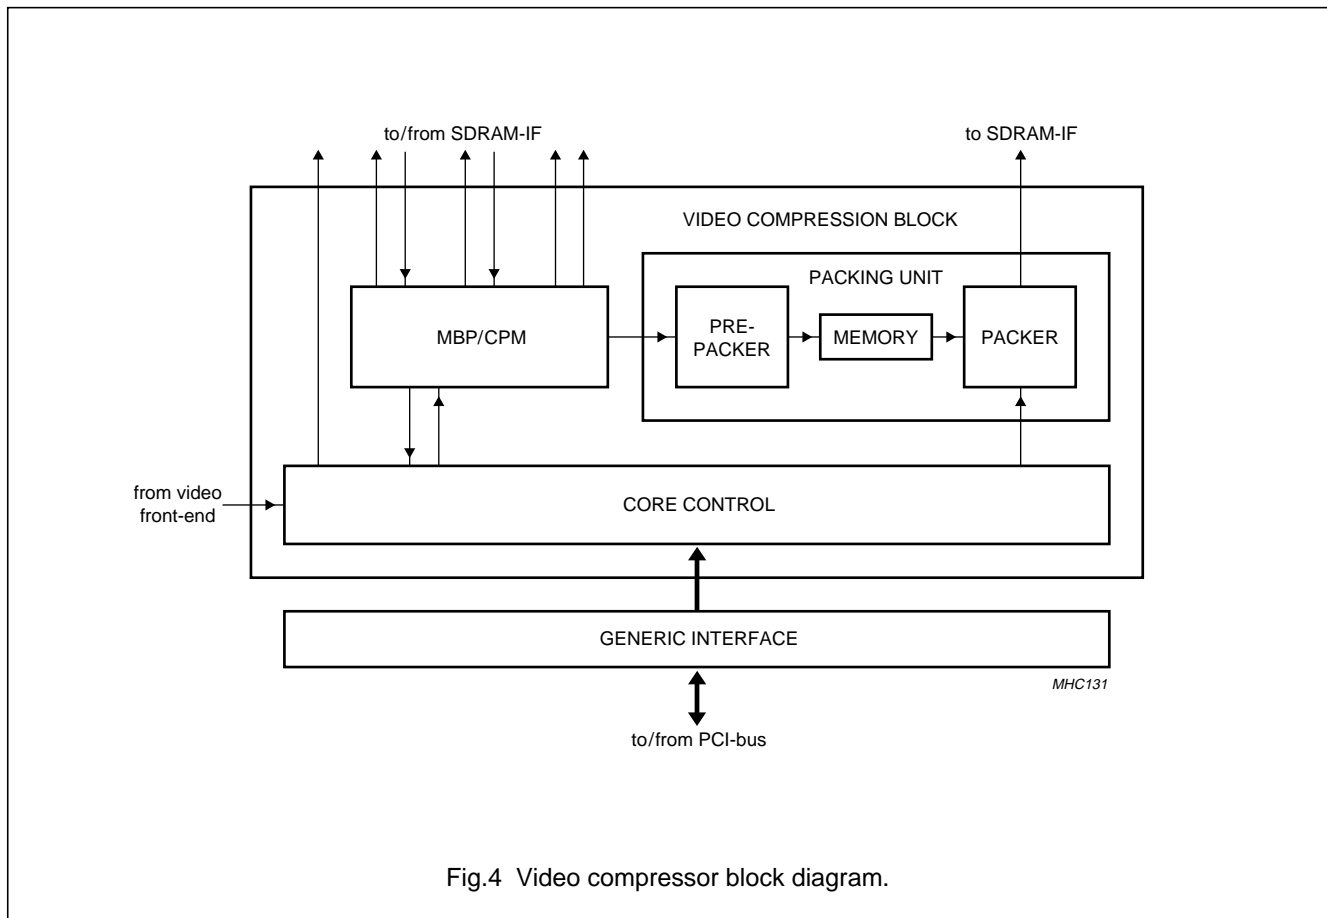 to/from SDRAM-IF
to SDRAM-IF
VIDEO COMPRESSION BLOCK
PACKING UNIT
MBP/CPM
PRE-
PACKER
MEMORY
PACKER
from video
front-end
CORE CONTROL
GENERIC INTERFACE
MHC131
to/from PCI-bus
Fig.4 Video compressor block diagram.